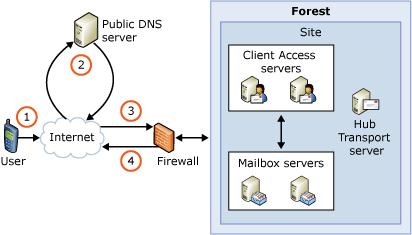 Forest
Site
Public DNS
server
Client Access
servers
2
1
3
Internet
4
User
Firewall
Hub
Transport
server
Mailbox servers